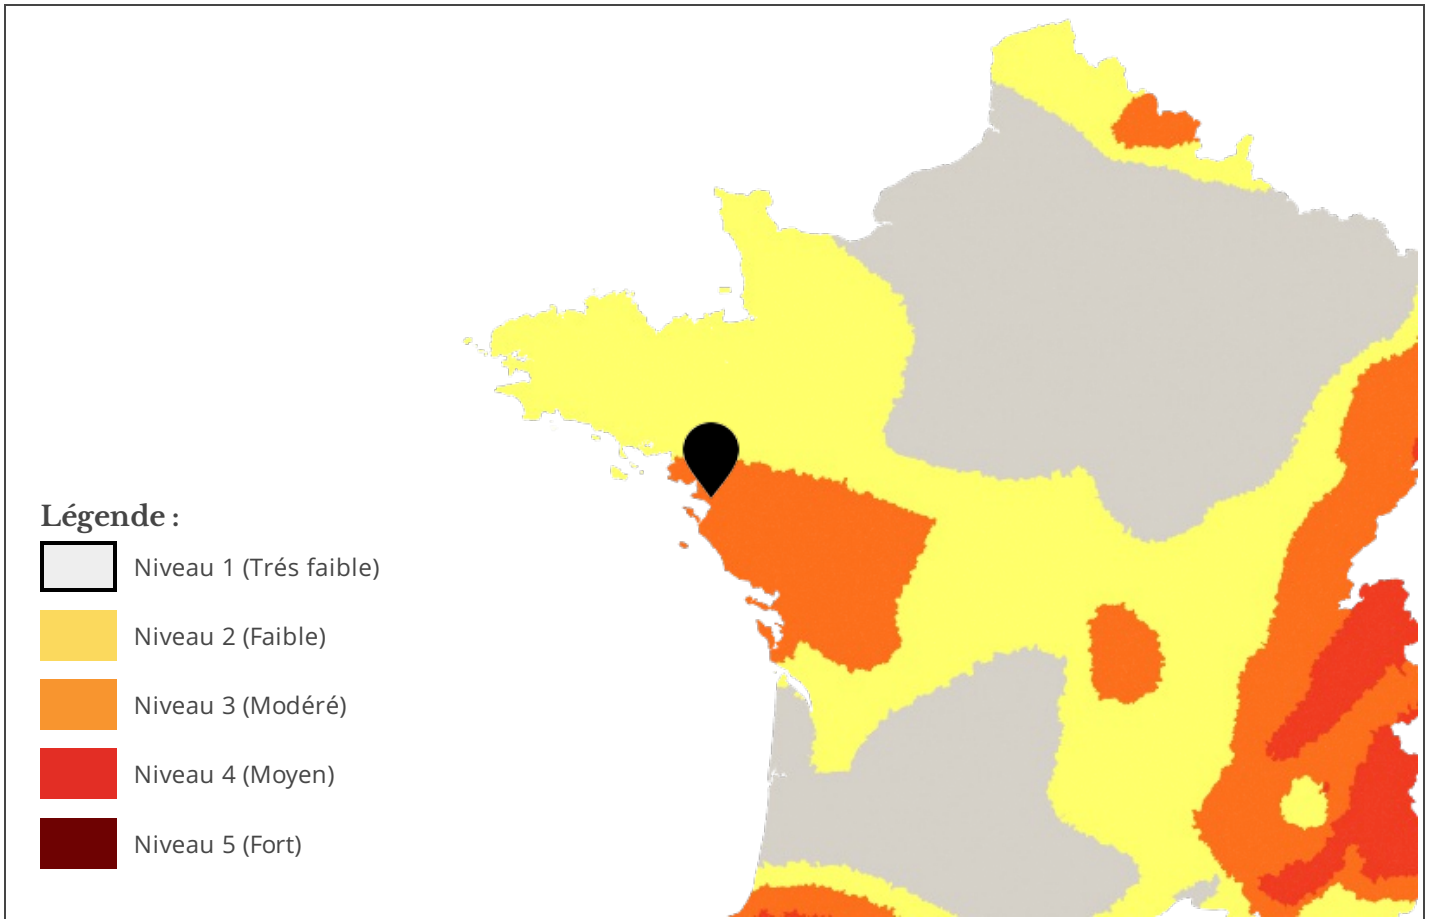 Légende :
Niveau 1 (Trés faible)
Niveau 2 (Faible)
Niveau 3 (Modéré)
Niveau 4 (Moyen)
Niveau 5 (Fort)